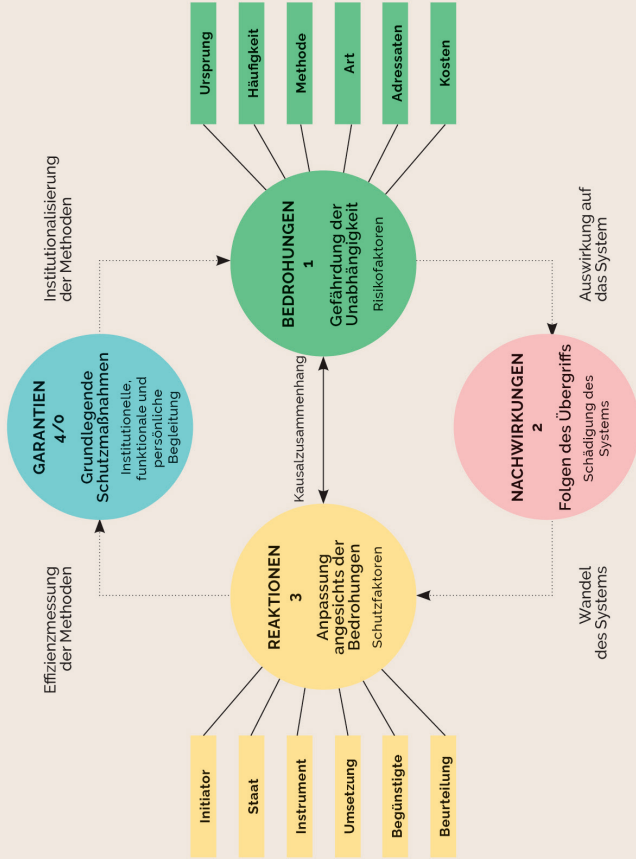 GARANTIEN
4/0
Grundlegende
Schutzmaßnahmen
Institutionelle,
funktionale und
persönliche
Begleitung
Effizienzmessung
der Methoden
Institutionalisierung
der Methoden
Initiator
Staat
Instrument
Umsetzung
Begünstigte
Beurteilung
REAKTIONEN
3
Anpassung
angesichts der
Bedrohungen
Schutzfaktoren
Kausalzusammenhang
BEDROHUNGEN
1
Gefährdung der
Unabhängigkeit
Risikofaktoren
Ursprung
Häufigkeit
Methode
Art
Adressaten
Kosten
Wandel
des Systems
Auswirkung auf
das System
NACHWIRKUNGEN
2
Folgen des Übergriffs
Schädigung des
Systems